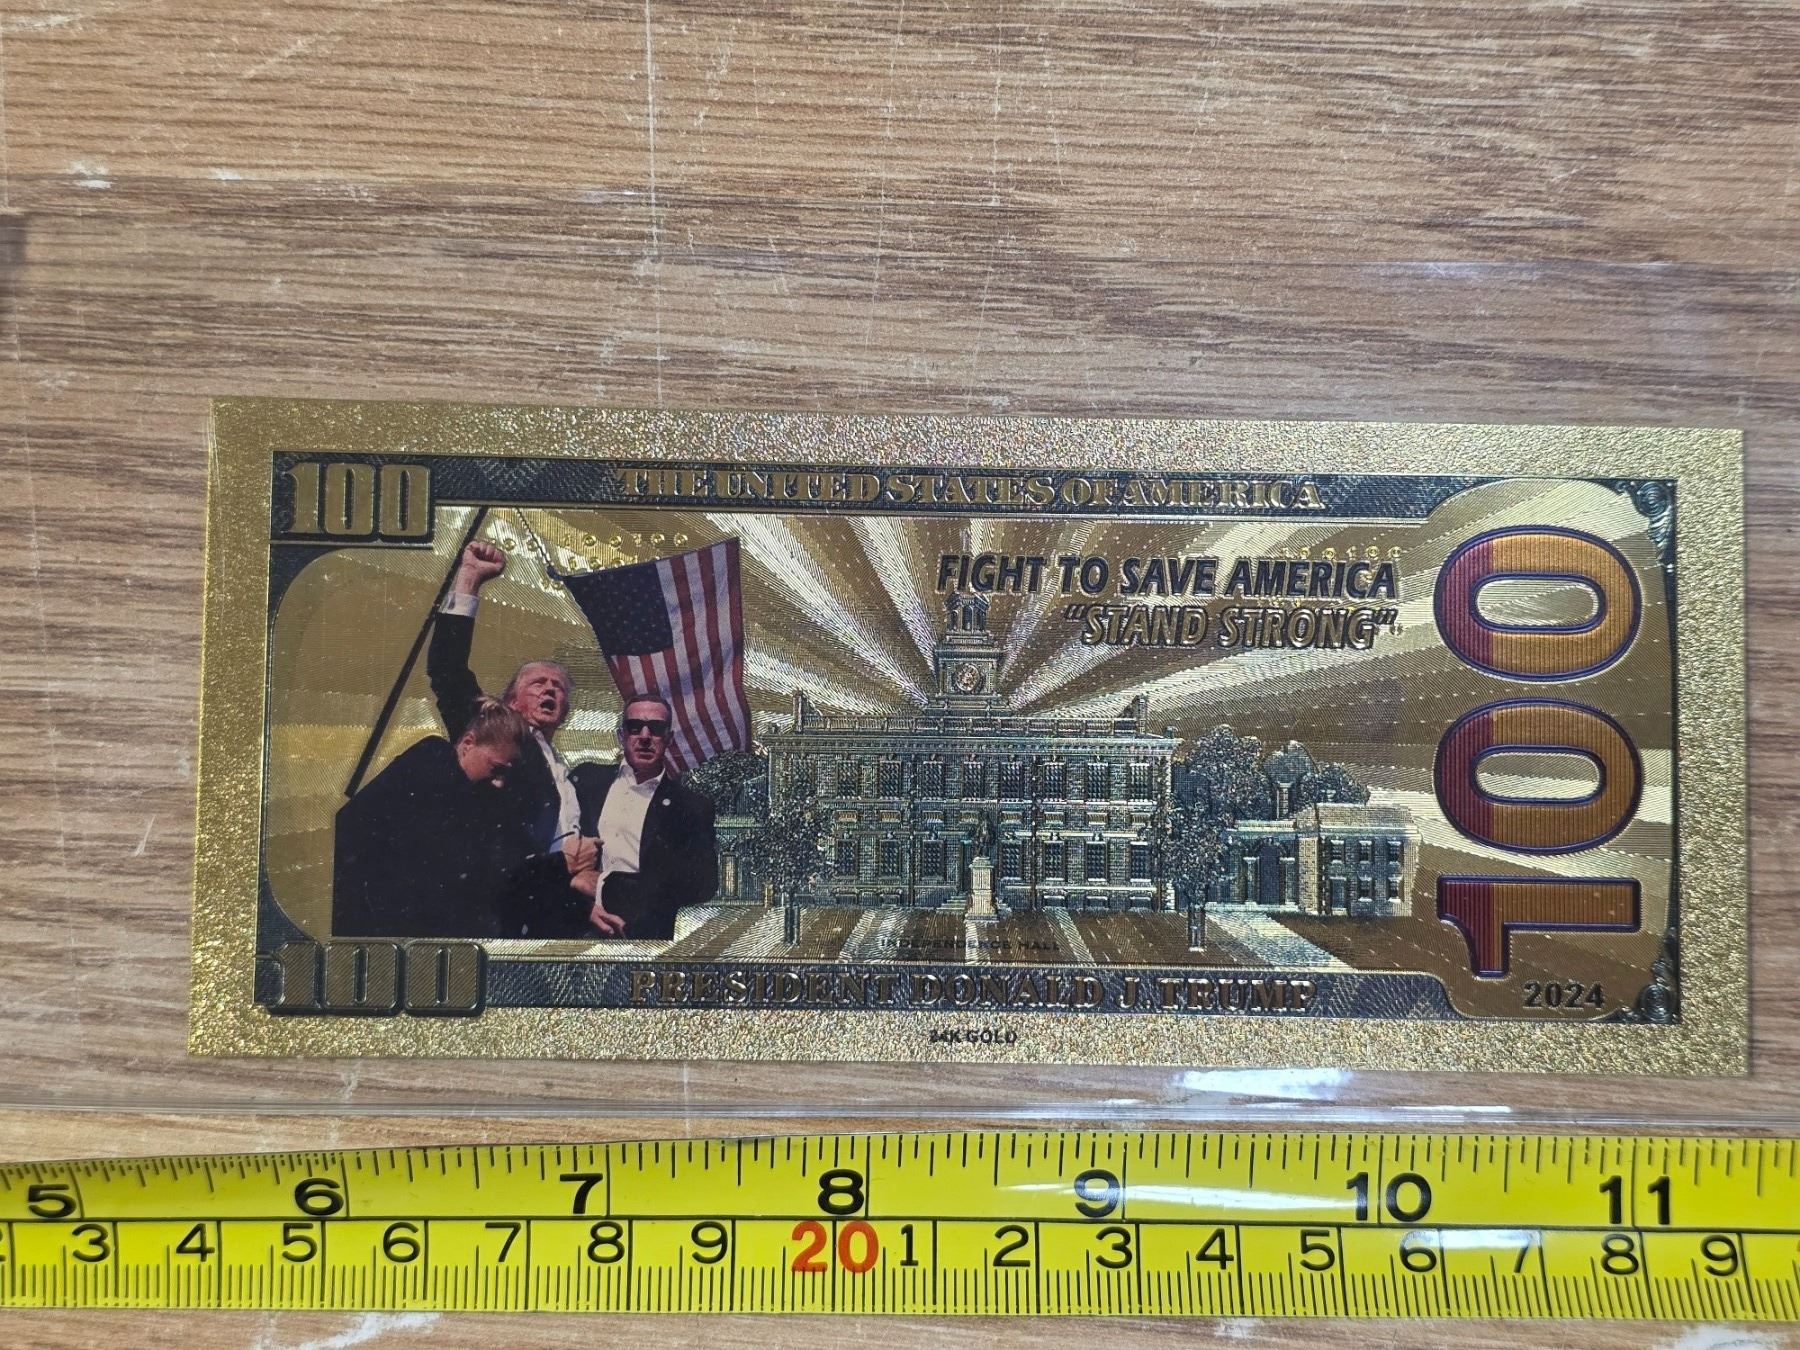 100 THE UNITED STATES OF AMERICA
FIGHT TO SAVE AMERICA
"STAND STRONG"
100
INDEPENDENCE HALL
100 PRESIDENT DONALD J. TRUMP 2024
24K GOLD
5 6 7 8 9 10 11
3 4 5 6 7 8 9 20 1 2 3 4 5 6 7 8 9